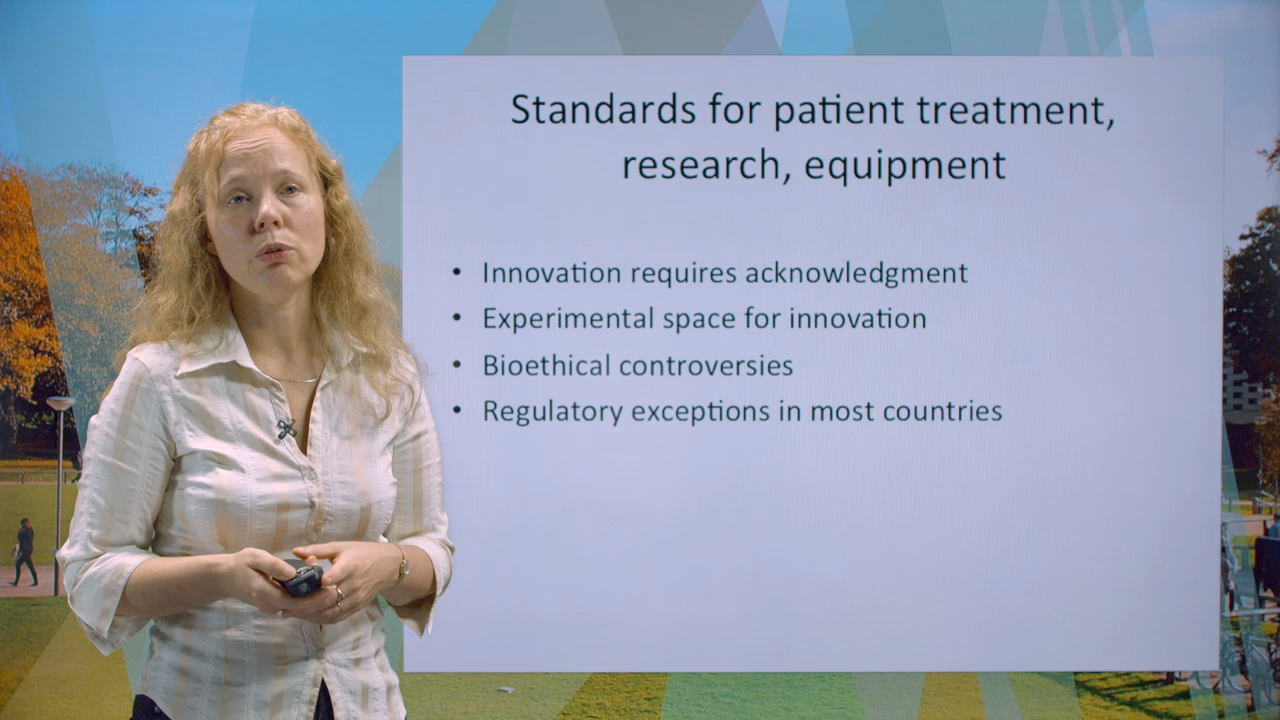 Standards for patient treatment,
research, equipment
• Innovation requires acknowledgment
• Experimental space for innovation
• Bioethical controversies
• Regulatory exceptions in most countries